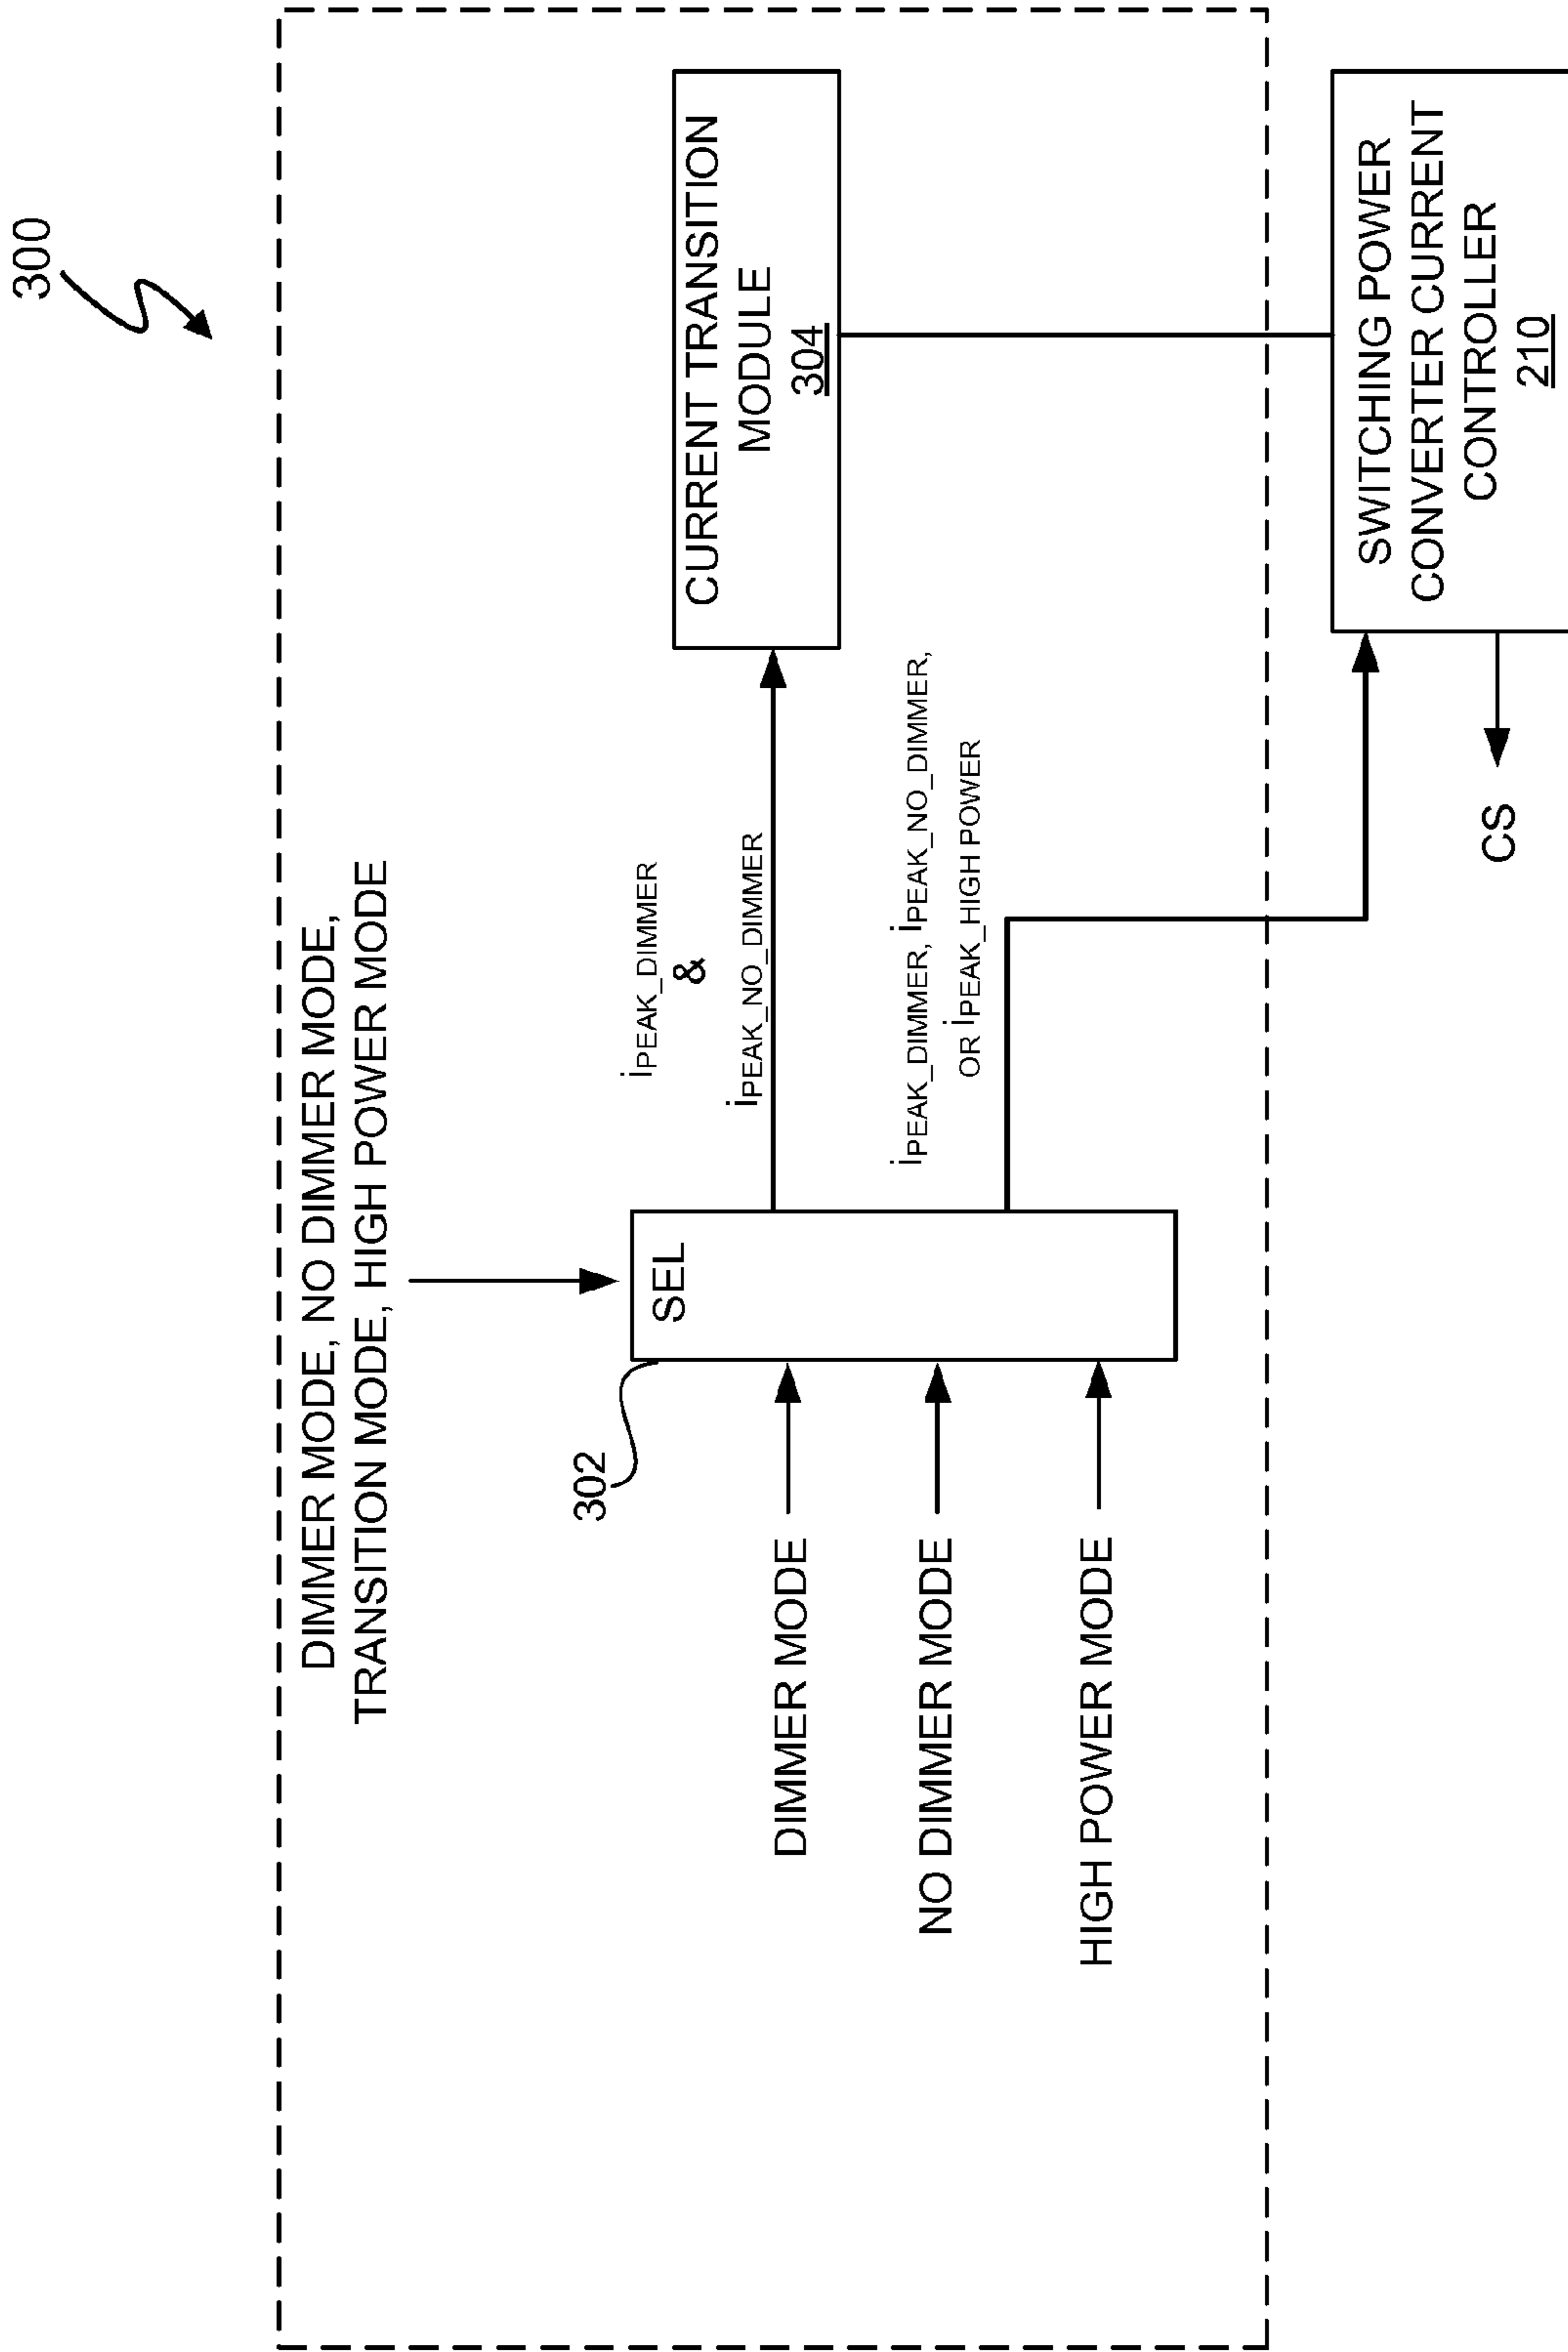 300
DIMMER MODE, NO DIMMER MODE,
TRANSITION MODE, HIGH POWER MODE
302
SEL
DIMMER MODE
NO DIMMER MODE
HIGH POWER MODE
iPEAK_DIMMER
&
iPEAK_NO_DIMMER
CURRENT TRANSITION
MODULE
304
iPEAK_DIMMER, iPEAK_NO_DIMMER,
OR iPEAK_HIGH POWER
SWITCHING POWER
CONVERTER CURRENT
CONTROLLER
210
CS